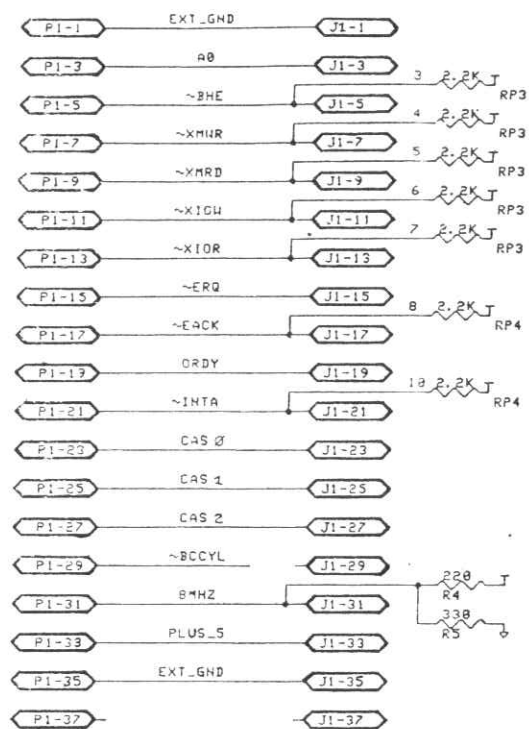 P1-1 EXT_GND J1-1
P1-3 A0 J1-3
3 2.2K RP3
P1-5 ~BHE J1-5
4 2.2K RP3
P1-7 ~XMWR J1-7
5 2.2K RP3
P1-9 ~XMRD J1-9
6 2.2K RP3
P1-11 ~XIOW J1-11
7 2.2K RP3
P1-13 ~XIOR J1-13
P1-15 ~ERQ J1-15
8 2.2K RP4
P1-17 ~EACK J1-17
P1-19 ORDY J1-19
10 2.2K RP4
P1-21 ~INTA J1-21
P1-23 CAS 0 J1-23
P1-25 CAS 1 J1-25
P1-27 CAS 2 J1-27
P1-29 ~BCCYL J1-29
220
R4
P1-31 8MHZ J1-31
330
R5
P1-33 PLUS_5 J1-33
P1-35 EXT_GND J1-35
P1-37 J1-37